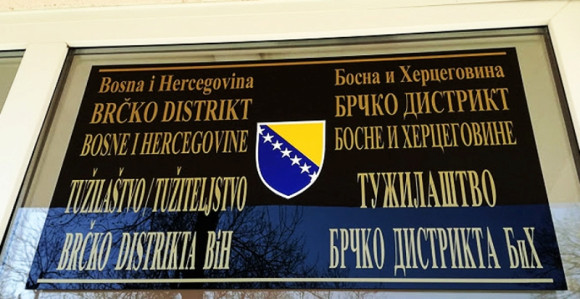 Bosna i Hercegovina
BRČKO DISTRIKT
BOSNE I HERCEGOVINE
TUŽILAŠTVO / TUŽITELJSTVO
BRČKO DISTRIKTA BiH
Босна и Херцеговина
БРЧКО ДИСТРИКТ
БОСНЕ И ХЕРЦЕГОВИНЕ
ТУЖИЛАШТВО
БРЧКО ДИСТРИКТА БиХ